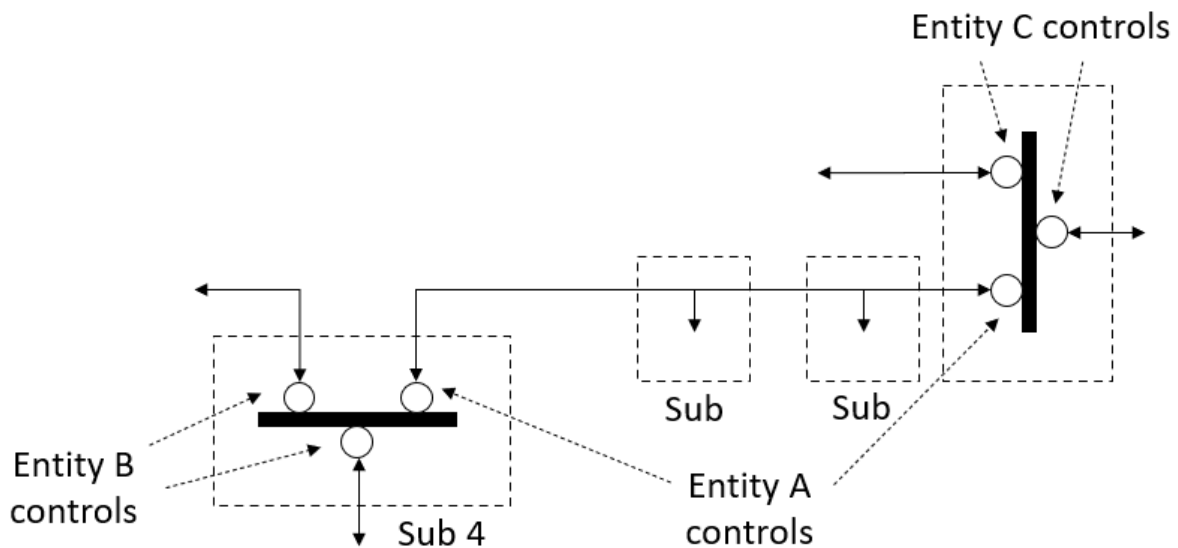 Entity C controls
Sub
Sub
Entity B
controls
Entity A
controls
Sub 4